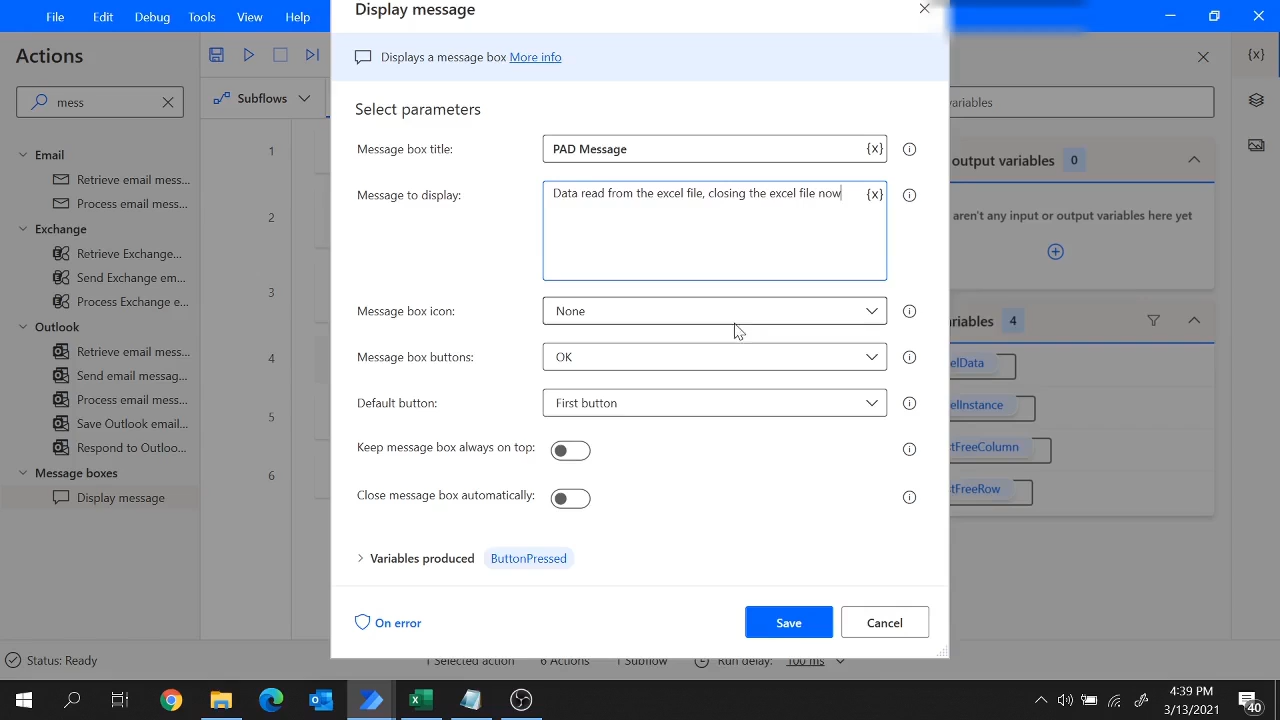 File Edit Debug Tools View Help
Display message
Actions
Displays a message box More info
mess
Subflows
ariables
Select parameters
Message box title:
PAD Message
{x}
Message to display:
Data read from the excel file, closing the excel file now
{x}
Message box icon:
None
Message box buttons:
OK
Default button:
First button
Keep message box always on top:
Close message box automatically:
Variables produced ButtonPressed
On error
Save
Cancel
Email
Retrieve email mess...
Process email mess...
Exchange
Retrieve Exchange...
Send Exchange em...
Process Exchange e...
Outlook
Retrieve email mess...
Send email messag...
Process email mess...
Save Outlook email...
Respond to Outloo...
Message boxes
Display message
1
2
3
4
5
6
{x}
output variables 0
aren't any input or output variables here yet
riables 4
elData
elInstance
tFreeColumn
tFreeRow
Status: Ready
1 Selected action
6 Actions
1 Subflow
Run delay: 100 ms
4:39 PM
3/13/2021
40